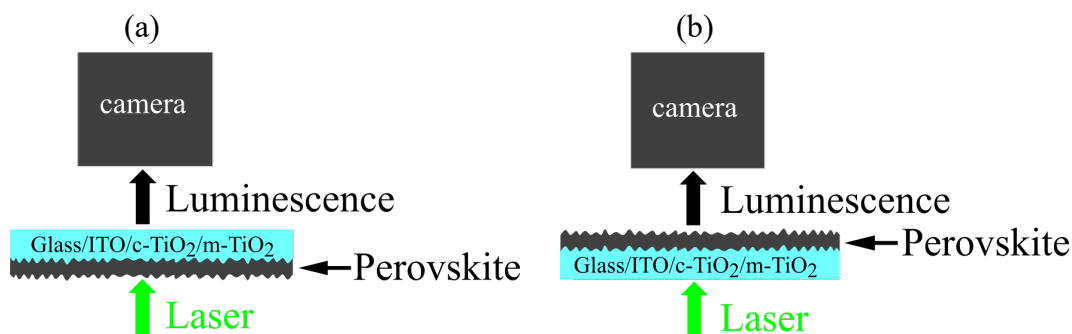 (a)
camera
Luminescence
Glass/ITO/c-TiO₂/m-TiO₂
Perovskite
Laser
(b)
camera
Luminescence
Perovskite
Glass/ITO/c-TiO₂/m-TiO₂
Laser